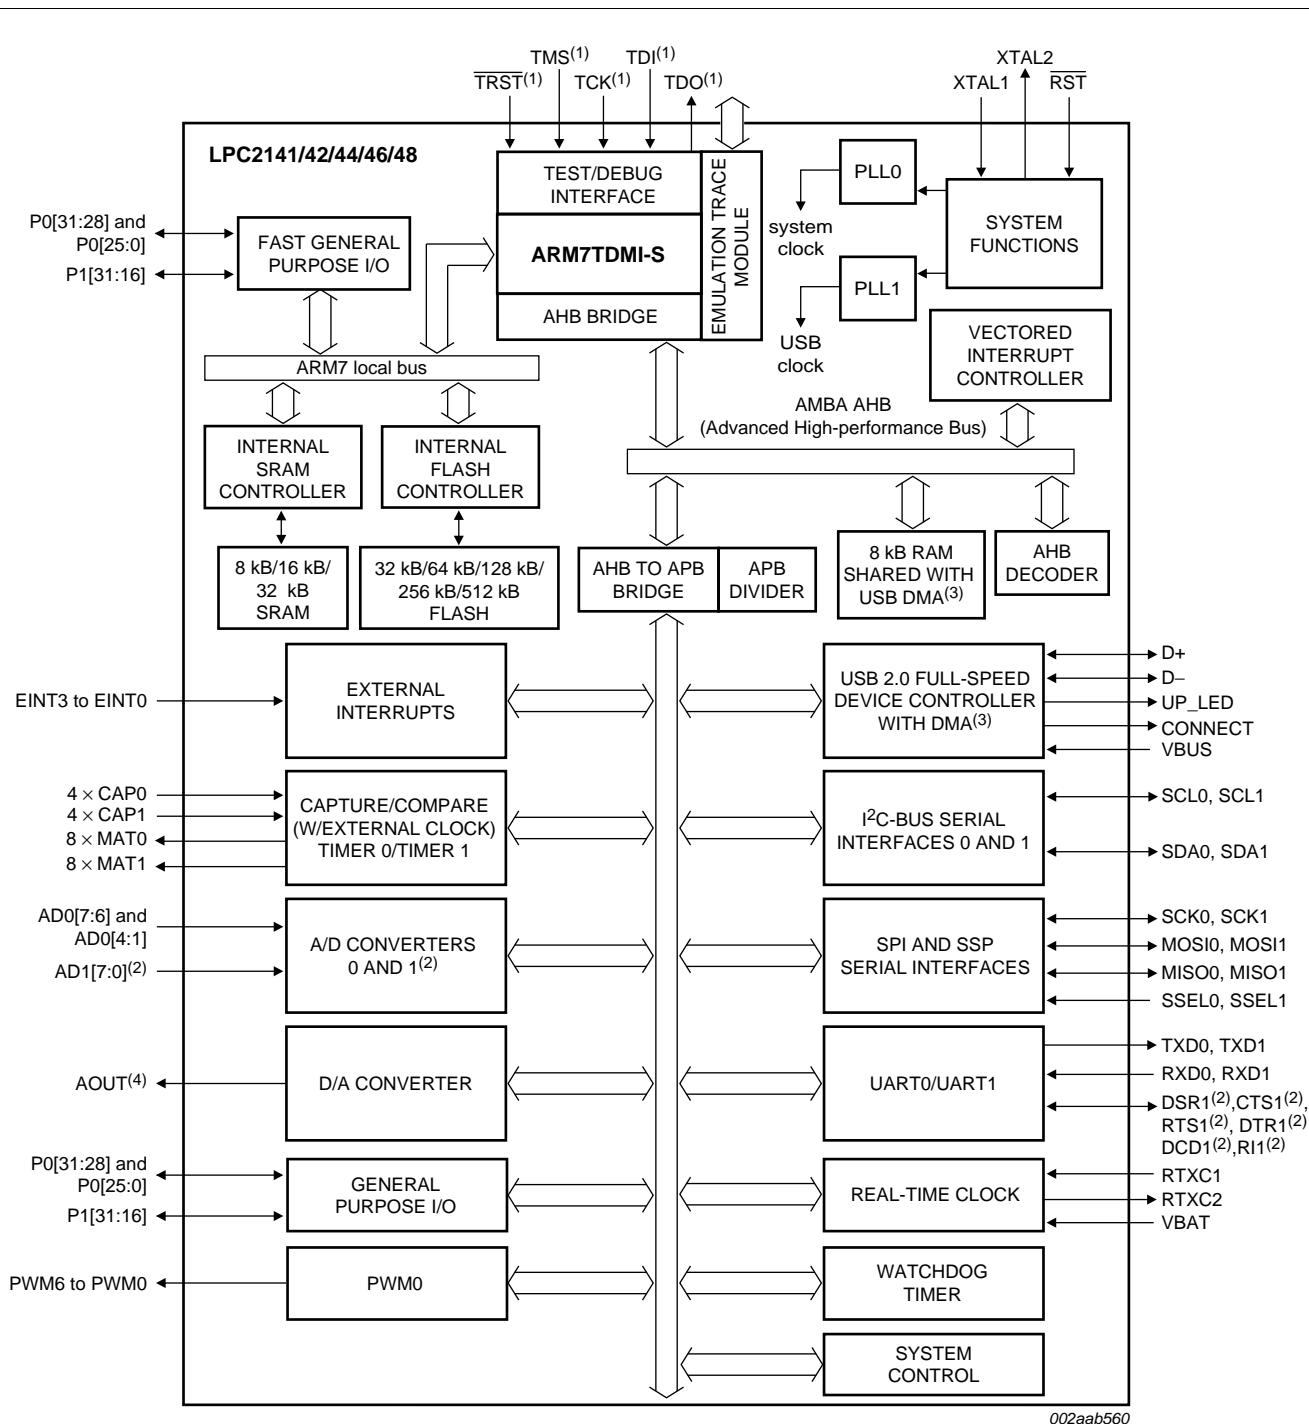 TMS(1)
TDI(1)
XTAL2
TRST(1)
TCK(1)
TDO(1)
XTAL1
RST
LPC2141/42/44/46/48
TEST/DEBUG
INTERFACE
ARM7TDMI-S
AHB BRIDGE
EMULATION TRACE
MODULE
PLL0
system
clock
PLL1
USB
clock
SYSTEM
FUNCTIONS
P0[31:28] and
P0[25:0]
P1[31:16]
FAST GENERAL
PURPOSE I/O
VECTORED
INTERRUPT
CONTROLLER
ARM7 local bus
AMBA AHB
(Advanced High-performance Bus)
INTERNAL
SRAM
CONTROLLER
INTERNAL
FLASH
CONTROLLER
8 kB/16 kB/
32 kB
SRAM
32 kB/64 kB/128 kB/
256 kB/512 kB
FLASH
AHB TO APB
BRIDGE
APB
DIVIDER
8 kB RAM
SHARED WITH
USB DMA(3)
AHB
DECODER
EINT3 to EINT0
EXTERNAL
INTERRUPTS
USB 2.0 FULL-SPEED
DEVICE CONTROLLER
WITH DMA(3)
D+
D−
UP_LED
CONNECT
VBUS
4 × CAP0
4 × CAP1
8 × MAT0
8 × MAT1
CAPTURE/COMPARE
(W/EXTERNAL CLOCK)
TIMER 0/TIMER 1
I2C-BUS SERIAL
INTERFACES 0 AND 1
SCL0, SCL1
SDA0, SDA1
AD0[7:6] and
AD0[4:1]
AD1[7:0](2)
A/D CONVERTERS
0 AND 1(2)
SPI AND SSP
SERIAL INTERFACES
SCK0, SCK1
MOSI0, MOSI1
MISO0, MISO1
SSEL0, SSEL1
AOUT(4)
D/A CONVERTER
UART0/UART1
TXD0, TXD1
RXD0, RXD1
DSR1(2),CTS1(2),
RTS1(2), DTR1(2)
DCD1(2),RI1(2)
P0[31:28] and
P0[25:0]
P1[31:16]
GENERAL
PURPOSE I/O
REAL-TIME CLOCK
RTXC1
RTXC2
VBAT
PWM6 to PWM0
PWM0
WATCHDOG
TIMER
SYSTEM
CONTROL
002aab560